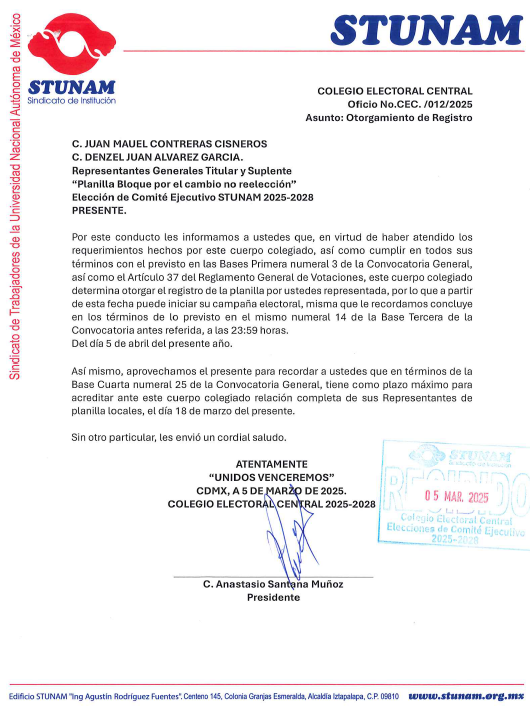 STUNAM
STUNAM
Sindicato de Institución
Sindicato de Trabajadores de la Universidad Nacional Autónoma de México
COLEGIO ELECTORAL CENTRAL
Oficio No.CEC. /012/2025
Asunto: Otorgamiento de Registro
C. JUAN MAUEL CONTRERAS CISNEROS
C. DENZEL JUAN ALVAREZ GARCIA.
Representantes Generales Titular y Suplente
“Planilla Bloque por el cambio no reelección”
Elección de Comité Ejecutivo STUNAM 2025-2028
PRESENTE.
Por este conducto les informamos a ustedes que, en virtud de haber atendido los
requerimientos hechos por este cuerpo colegiado, así como cumplir en todos sus
términos con el previsto en las Bases Primera numeral 3 de la Convocatoria General,
así como el Artículo 37 del Reglamento General de Votaciones, este cuerpo colegiado
determina otorgar el registro de la planilla por ustedes representada, por lo que a partir
de esta fecha puede iniciar su campaña electoral, misma que le recordamos concluye
en los términos de lo previsto en el mismo numeral 14 de la Base Tercera de la
Convocatoria antes referida, a las 23:59 horas.
Del día 5 de abril del presente año.
Así mismo, aprovechamos el presente para recordar a ustedes que en términos de la
Base Cuarta numeral 25 de la Convocatoria General, tiene como plazo máximo para
acreditar ante este cuerpo colegiado relación completa de sus Representantes de
planilla locales, el día 18 de marzo del presente.
Sin otro particular, les envió un cordial saludo.
ATENTAMENTE
“UNIDOS VENCEREMOS”
CDMX, A 5 DE MARZO DE 2025.
COLEGIO ELECTORAL CENTRAL 2025-2028
STUNAM
Sindicato de Institución
RECIBIDO
05 MAR. 2025
Colegio Electoral Central
Elecciones de Comité Ejecutivo
2025-2028
C. Anastasio Santana Muñoz
Presidente
Edificio STUNAM "Ing Agustín Rodríguez Fuentes". Centeno 145, Colonia Granjas Esmeralda, Alcaldía Iztapalapa, C.P. 09810 www.stunam.org.mx